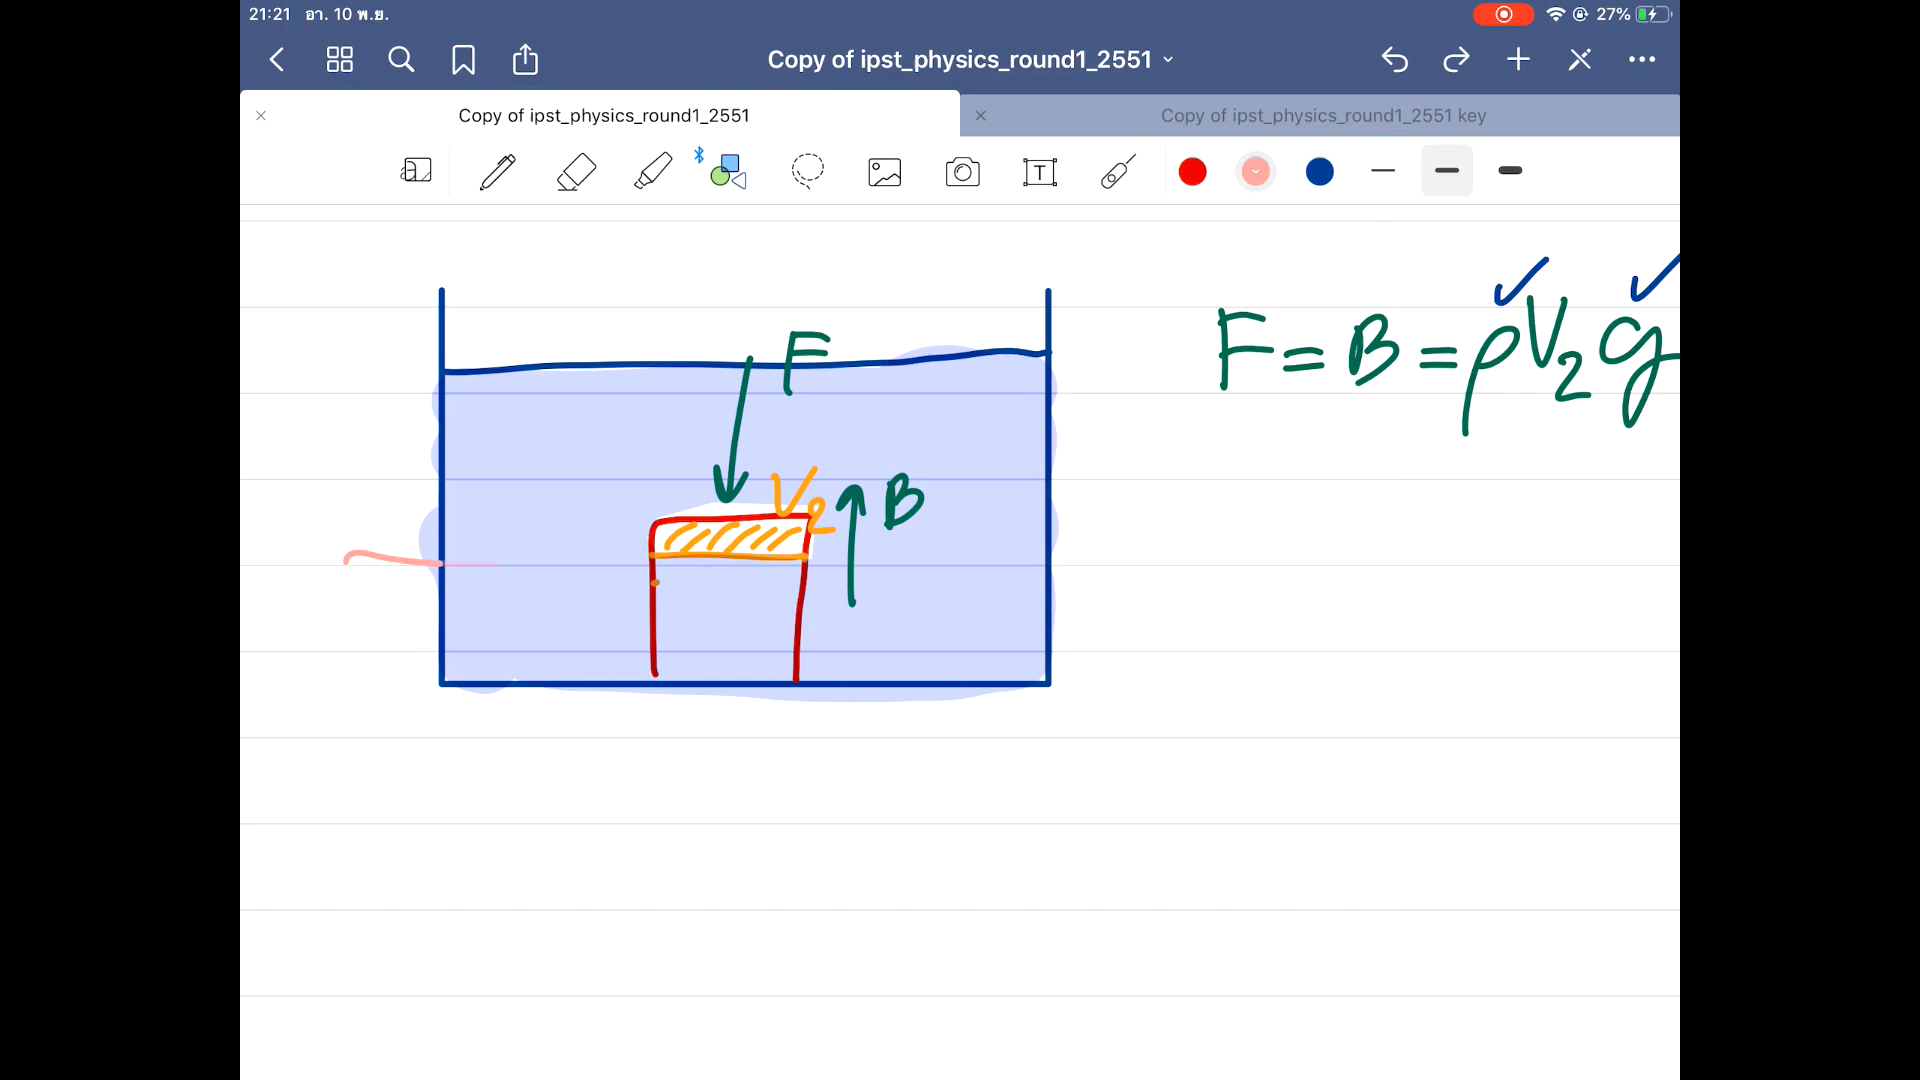 21:21 อา. 10 พ.ย.
27%
Copy of ipst_physics_round1_2551
Copy of ipst_physics_round1_2551
Copy of ipst_physics_round1_2551 key
T
F
F = B = ρV₂g
V₂
B